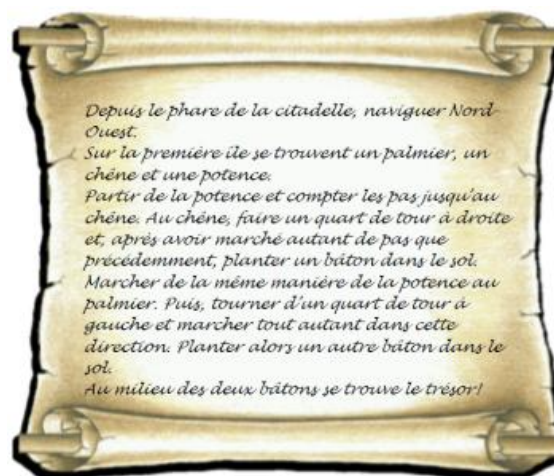 Depuis le phare de la citadelle, naviguer Nord-
Ouest.
Sur la première île se trouvent un palmier, un
chêne et une potence.
Partir de la potence et compter les pas jusqu'au
chêne. Au chêne, faire un quart de tour à droite
et, après avoir marché autant de pas que
précédemment, planter un bâton dans le sol.
Marcher de la même manière de la potence au
palmier. Puis, tourner d'un quart de tour à
gauche et marcher tout autant dans cette
direction. Planter alors un autre bâton dans le
sol.
Au milieu des deux bâtons se trouve le trésor!